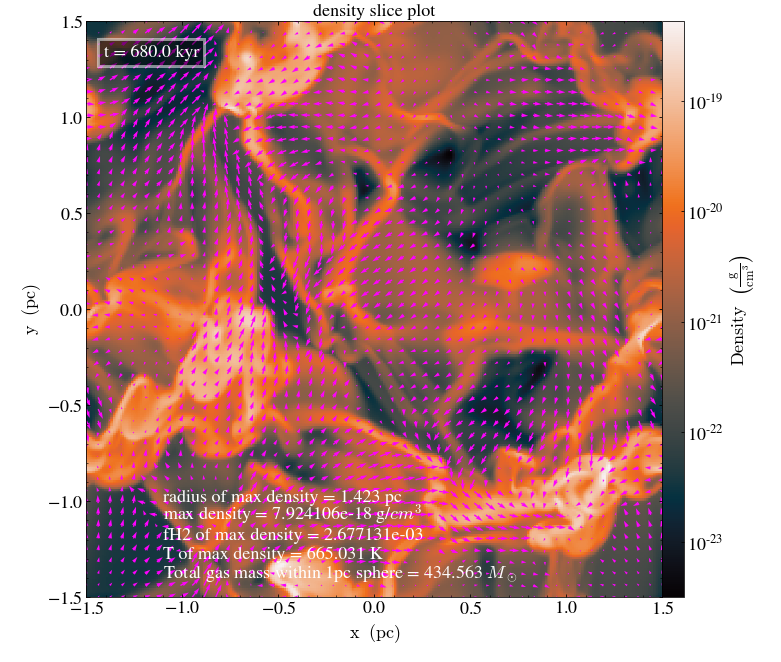 density slice plot
t = 680.0 kyr
1.5
1.0
0.5
0.0
−0.5
−1.0
−1.5
y (pc)
radius of max density = 1.423 pc
max density = 7.924106e-18 g/cm³
fH2 of max density = 2.677131e-03
T of max density = 665.031 K
Total gas mass within 1pc sphere = 434.563 M⊙
−1.5 −1.0 −0.5 0.0 0.5 1.0 1.5
x (pc)
10⁻¹⁹
10⁻²⁰
10⁻²¹
10⁻²²
10⁻²³
Density (g/cm³)